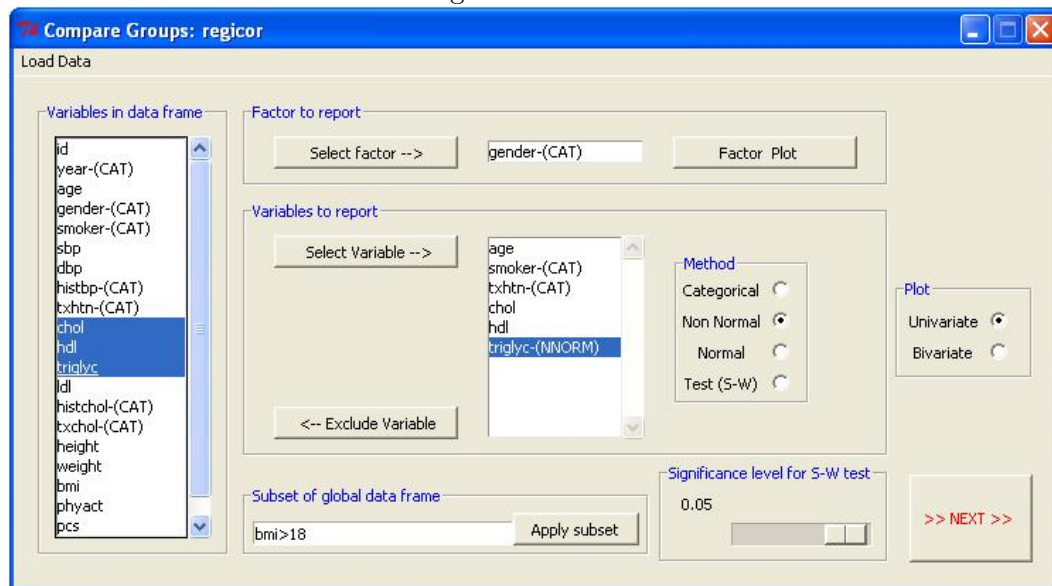 Compare Groups: regicor
Load Data
Variables in data frame
id
year-(CAT)
age
gender-(CAT)
smoker-(CAT)
sbp
dbp
histbp-(CAT)
txhtn-(CAT)
chol
hdl
triglyc
ldl
histchol-(CAT)
txchol-(CAT)
height
weight
bmi
phyact
pcs
Factor to report
Select factor -->
gender-(CAT)
Factor Plot
Variables to report
Select Variable -->
<-- Exclude Variable
age
smoker-(CAT)
txhtn-(CAT)
chol
hdl
triglyc-(NNORM)
Method
Categorical
Non Normal
Normal
Test (S-W)
Plot
Univariate
Bivariate
Subset of global data frame
bmi>18
Apply subset
Significance level for S-W test
0.05
>> NEXT >>